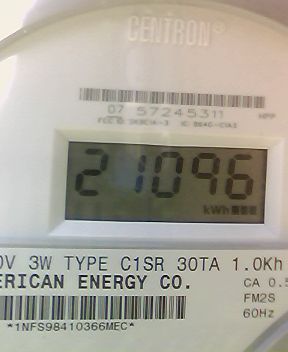 CENTRON®
07 57245311
21096
kWh
0V 3W TYPE C1SR 30TA 1.0Kh
ERICAN ENERGY CO.
CA 0.5
FM2S
60Hz
*1NFS98410366MEC*